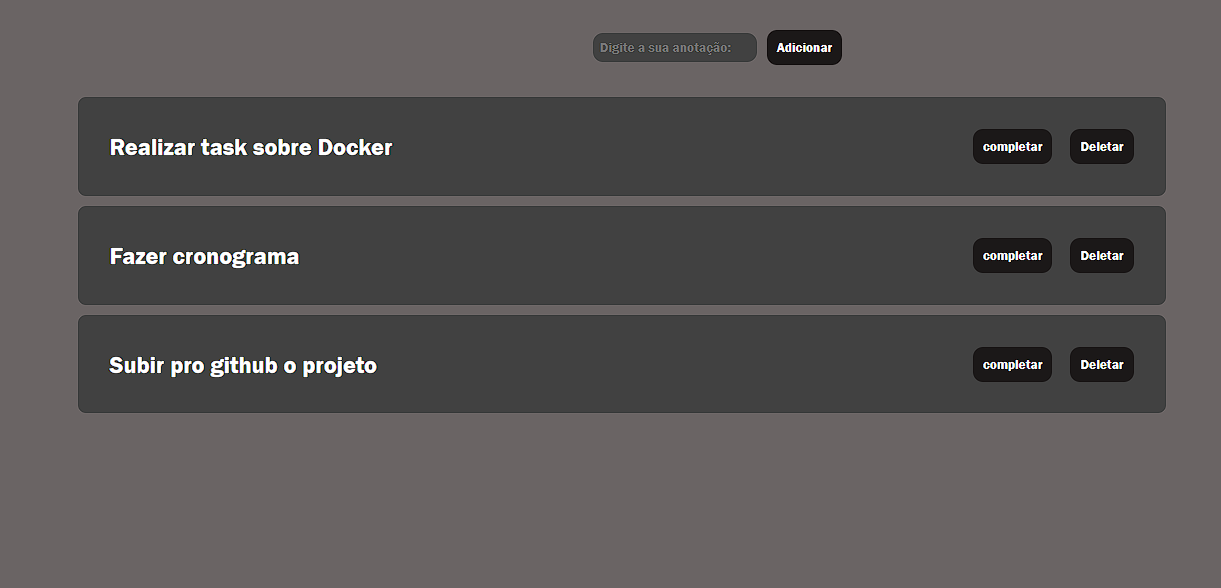 Digite a sua anotação: Adicionar
Realizar task sobre Docker completar Deletar
Fazer cronograma completar Deletar
Subir pro github o projeto completar Deletar